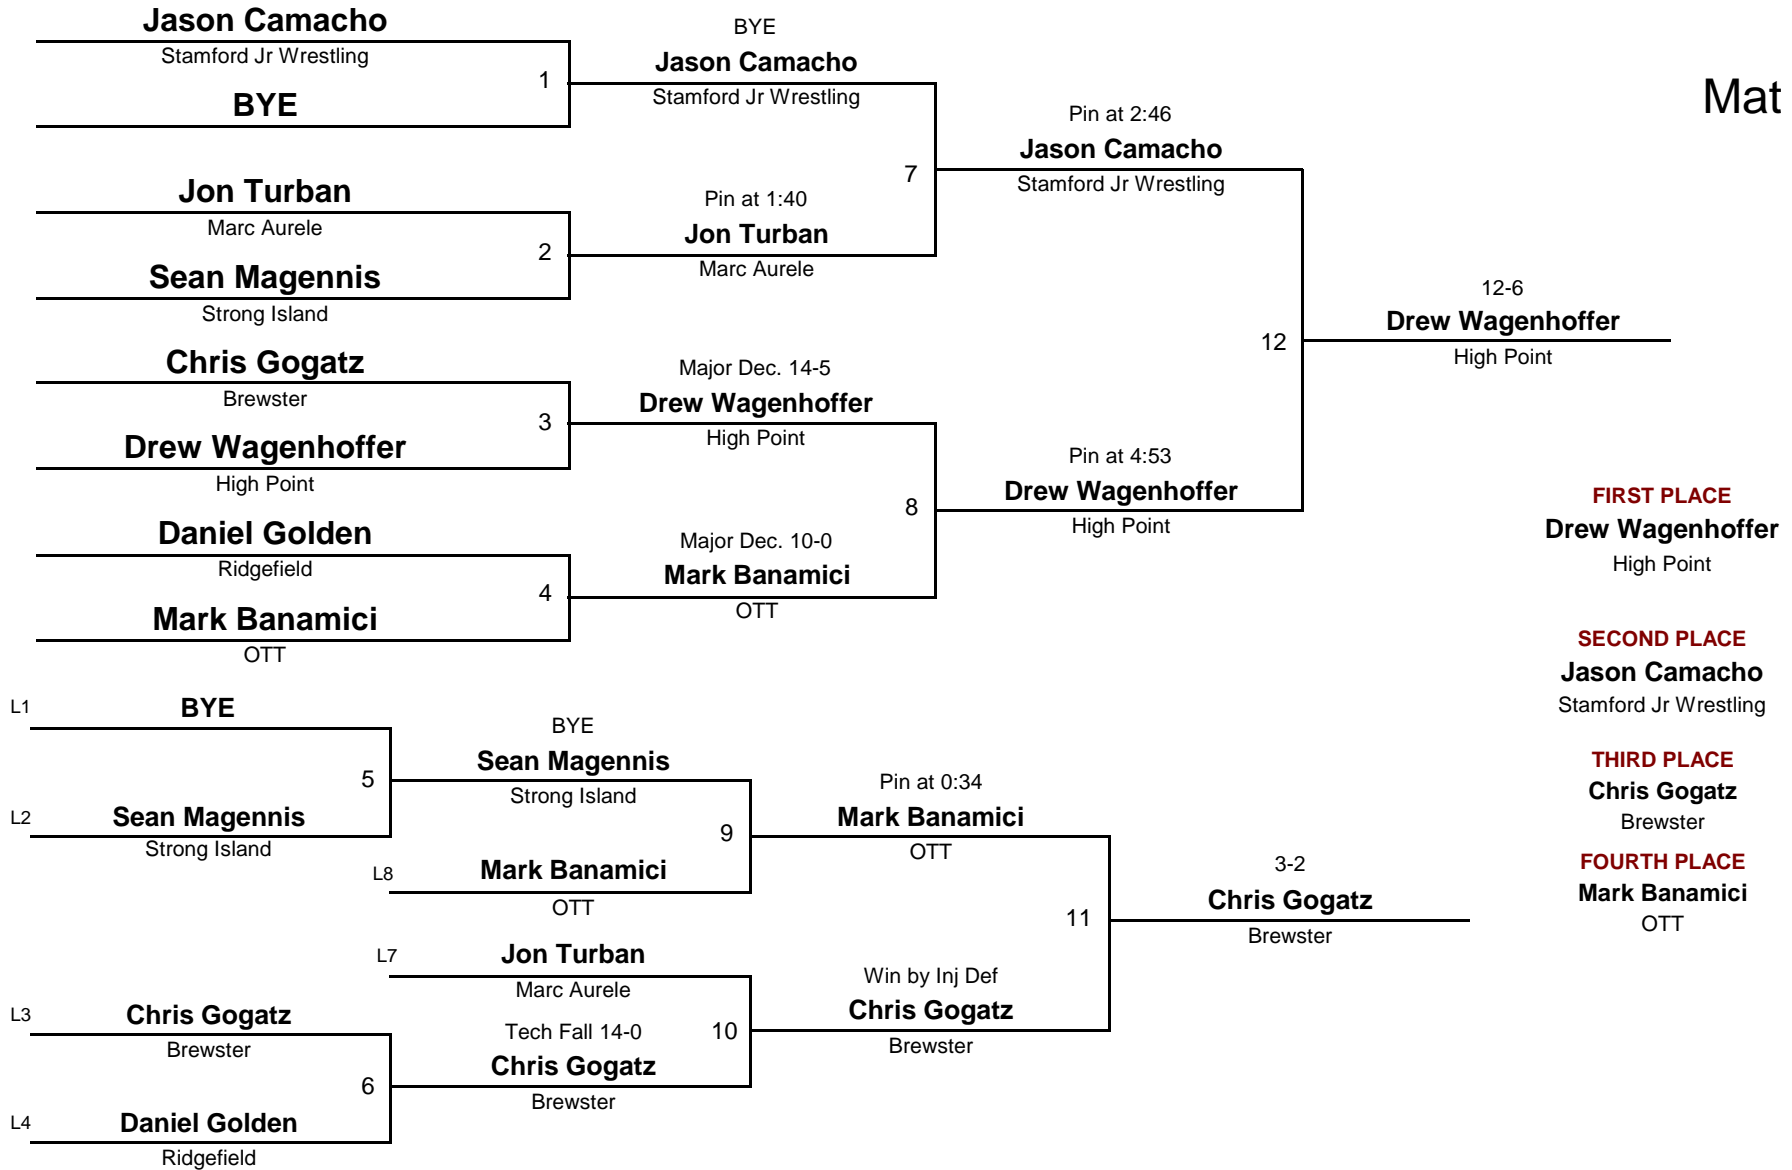 Jason Camacho
Stamford Jr Wrestling
1
BYE
BYE
Jason Camacho
Stamford Jr Wrestling
Mat
Jon Turban
Marc Aurele
2
Sean Magennis
Strong Island
Pin at 1:40
Jon Turban
Marc Aurele
7
Pin at 2:46
Jason Camacho
Stamford Jr Wrestling
Chris Gogatz
Brewster
3
Drew Wagenhoffer
High Point
Major Dec. 14-5
Drew Wagenhoffer
High Point
Daniel Golden
Ridgefield
4
Mark Banamici
OTT
Major Dec. 10-0
Mark Banamici
OTT
8
Pin at 4:53
Drew Wagenhoffer
High Point
12
12-6
Drew Wagenhoffer
High Point
FIRST PLACE
Drew Wagenhoffer
High Point
SECOND PLACE
Jason Camacho
Stamford Jr Wrestling
THIRD PLACE
Chris Gogatz
Brewster
FOURTH PLACE
Mark Banamici
OTT
L1
BYE
5
L2
Sean Magennis
Strong Island
BYE
Sean Magennis
Strong Island
9
L8
Mark Banamici
OTT
Pin at 0:34
Mark Banamici
OTT
L7
Jon Turban
Marc Aurele
L3
Chris Gogatz
Brewster
6
L4
Daniel Golden
Ridgefield
Tech Fall 14-0
Chris Gogatz
Brewster
10
Win by Inj Def
Chris Gogatz
Brewster
11
3-2
Chris Gogatz
Brewster